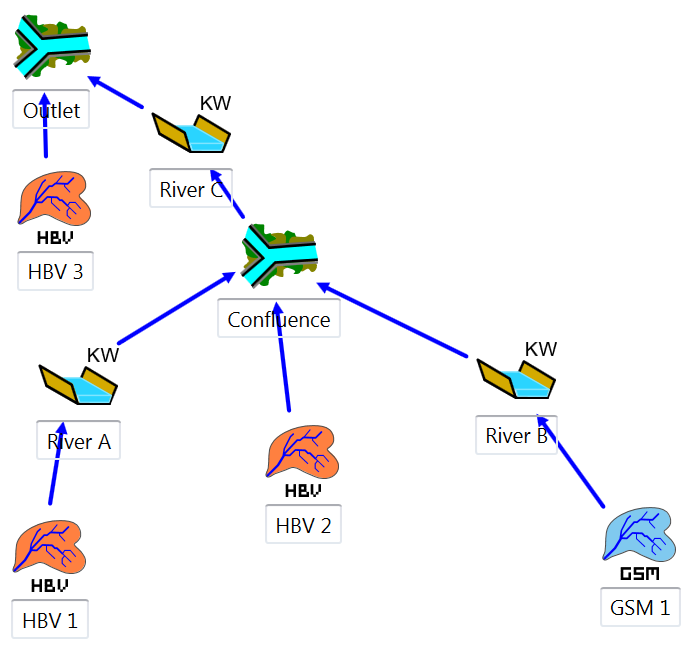 Outlet
KW
River C
HBV
HBV 3
Confluence
KW
River A
KW
River B
HBV
HBV 2
HBV
HBV 1
GSM
GSM 1